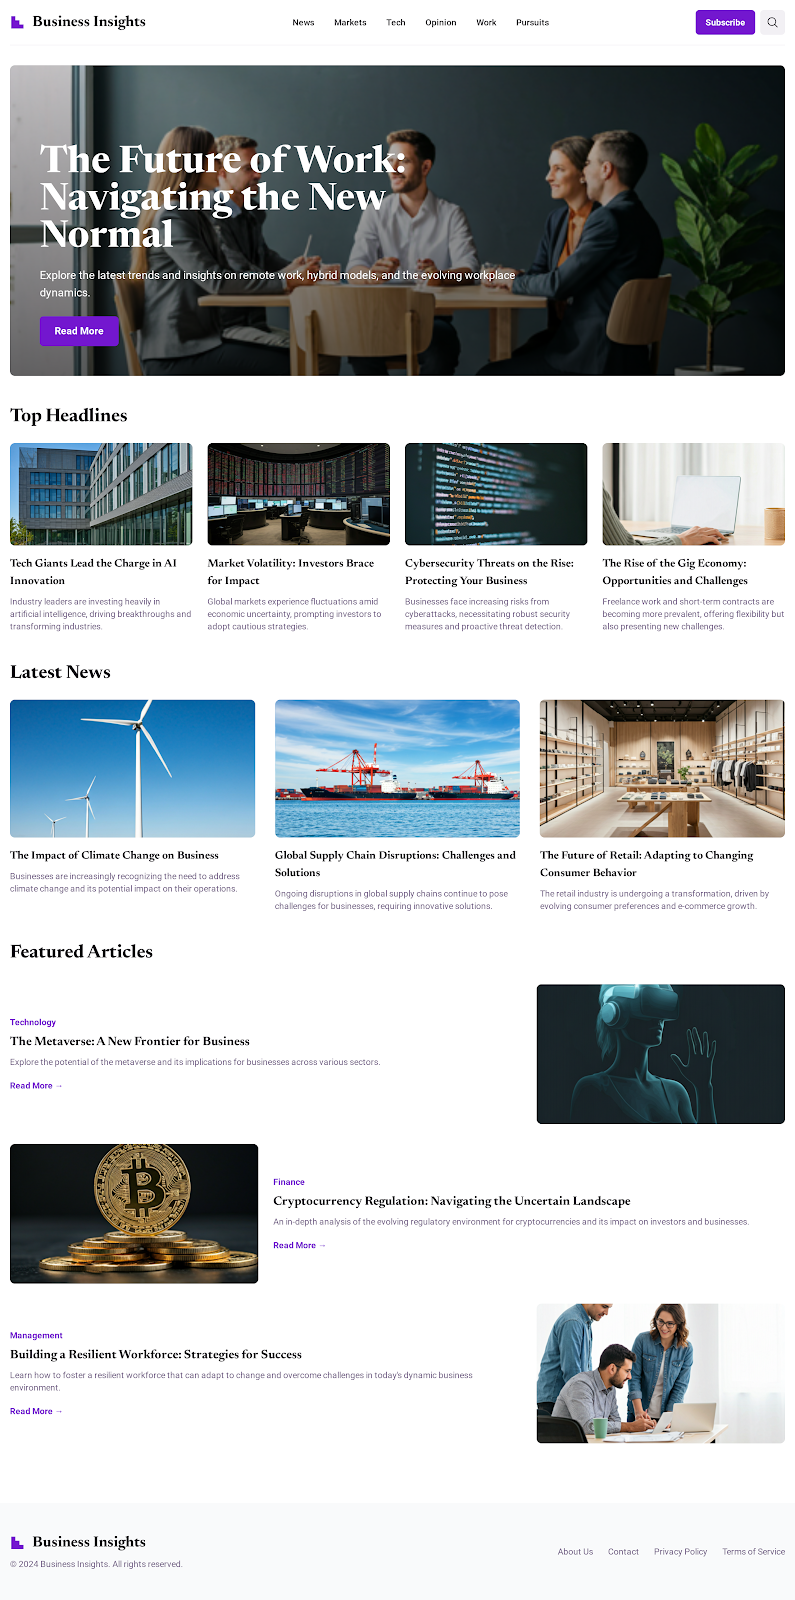 Business Insights
News Markets Tech Opinion Work Pursuits
Subscribe
The Future of Work:
Navigating the New
Normal
Explore the latest trends and insights on remote work, hybrid models, and the evolving workplace
dynamics.
Read More
Top Headlines
Tech Giants Lead the Charge in AI
Innovation
Industry leaders are investing heavily in
artificial intelligence, driving breakthroughs and
transforming industries.
Market Volatility: Investors Brace
for Impact
Global markets experience fluctuations amid
economic uncertainty, prompting investors to
adopt cautious strategies.
Cybersecurity Threats on the Rise:
Protecting Your Business
Businesses face increasing risks from
cyberattacks, necessitating robust security
measures and proactive threat detection.
The Rise of the Gig Economy:
Opportunities and Challenges
Freelance work and short-term contracts are
becoming more prevalent, offering flexibility but
also presenting new challenges.
Latest News
The Impact of Climate Change on Business
Businesses are increasingly recognizing the need to address
climate change and its potential impact on their operations.
Global Supply Chain Disruptions: Challenges and
Solutions
Ongoing disruptions in global supply chains continue to pose
challenges for businesses, requiring innovative solutions.
The Future of Retail: Adapting to Changing
Consumer Behavior
The retail industry is undergoing a transformation, driven by
evolving consumer preferences and e-commerce growth.
Featured Articles
Technology
The Metaverse: A New Frontier for Business
Explore the potential of the metaverse and its implications for businesses across various sectors.
Read More →
Finance
Cryptocurrency Regulation: Navigating the Uncertain Landscape
An in-depth analysis of the evolving regulatory environment for cryptocurrencies and its impact on investors and businesses.
Read More →
Management
Building a Resilient Workforce: Strategies for Success
Learn how to foster a resilient workforce that can adapt to change and overcome challenges in today's dynamic business
environment.
Read More →
Business Insights
© 2024 Business Insights. All rights reserved.
About Us Contact Privacy Policy Terms of Service